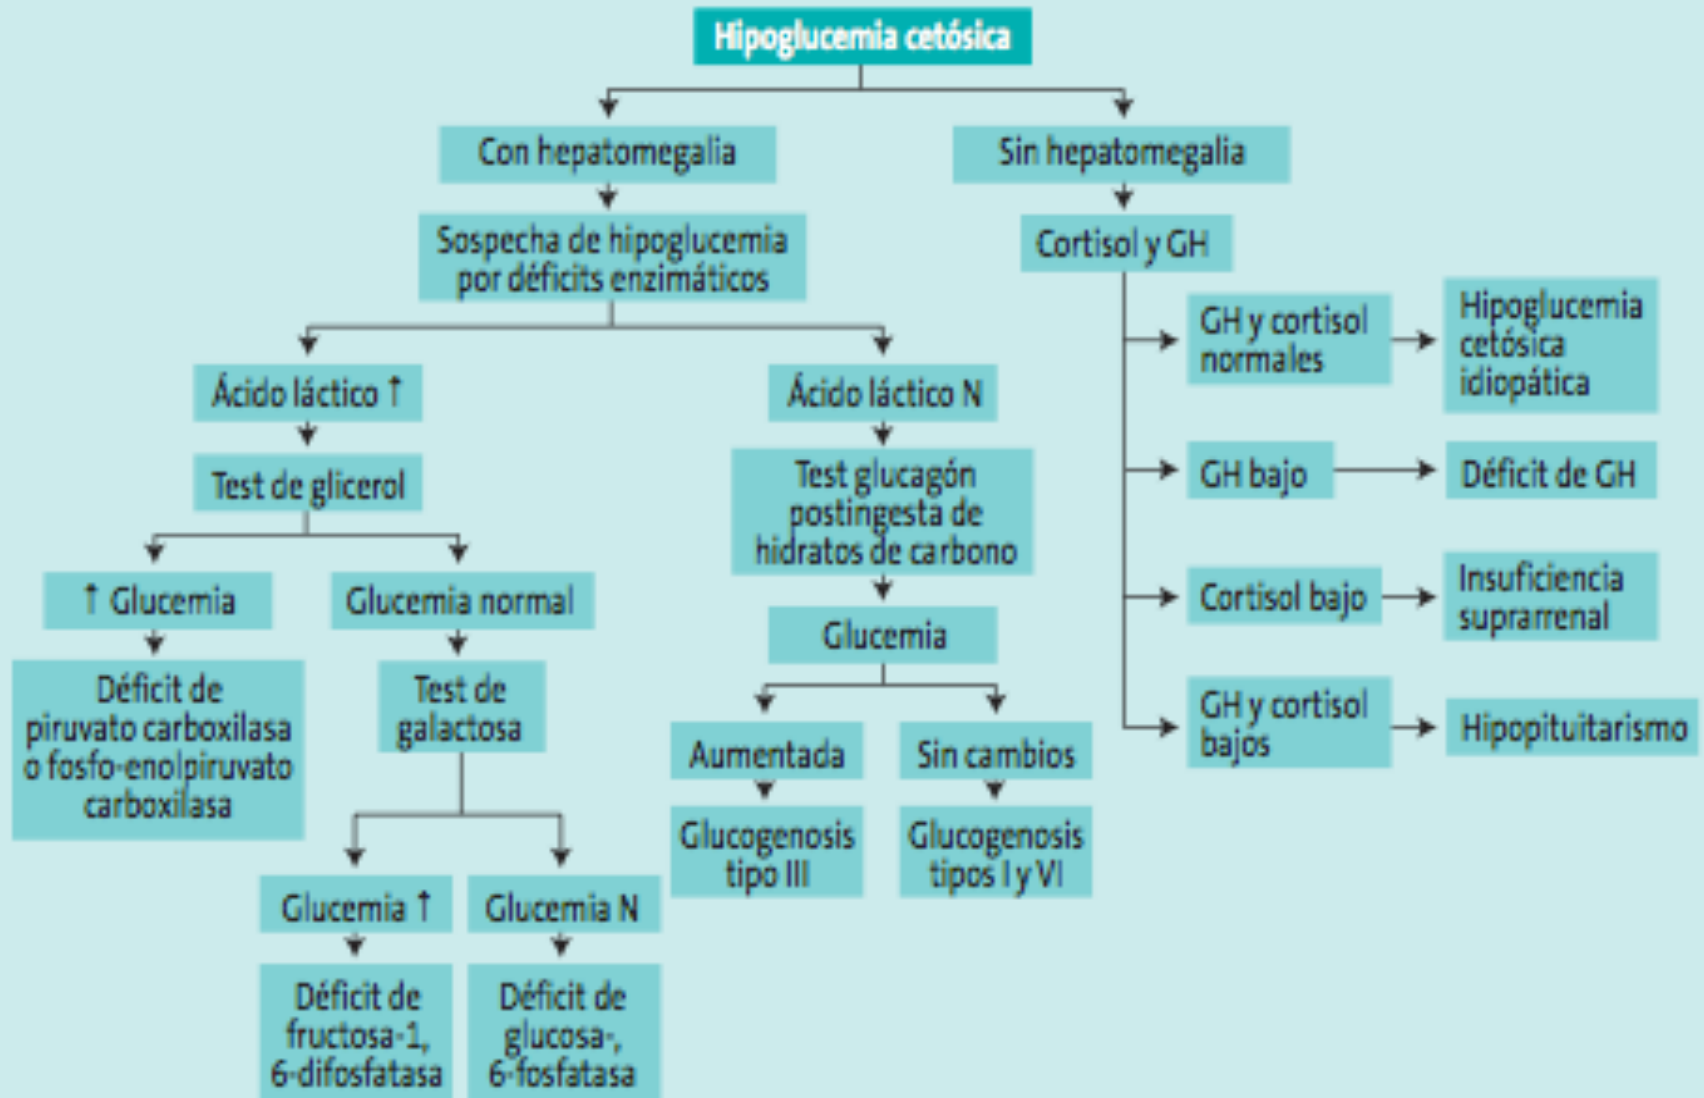 Hipoglucemia cetósica
Con hepatomegalia
Sin hepatomegalia
Sospecha de hipoglucemia
por déficits enzimáticos
Cortisol y GH
GH y cortisol
normales
Hipoglucemia
cetósica
idiopática
Ácido láctico ↑
Ácido láctico N
GH bajo
Déficit de GH
Test de glicerol
Test glucagón
postingesta de
hidratos de carbono
↑ Glucemia
Glucemia normal
Cortisol bajo
Insuficiencia
suprarrenal
Glucemia
Déficit de
piruvato carboxilasa
o fosfo-enolpiruvato
carboxilasa
Test de
galactosa
Aumentada
Sin cambios
GH y cortisol
bajos
Hipopituitarismo
Glucogenosis
tipo III
Glucogenosis
tipos I y VI
Glucemia ↑
Glucemia N
Déficit de
fructosa-1,
6-difosfatasa
Déficit de
glucosa-,
6-fosfatasa